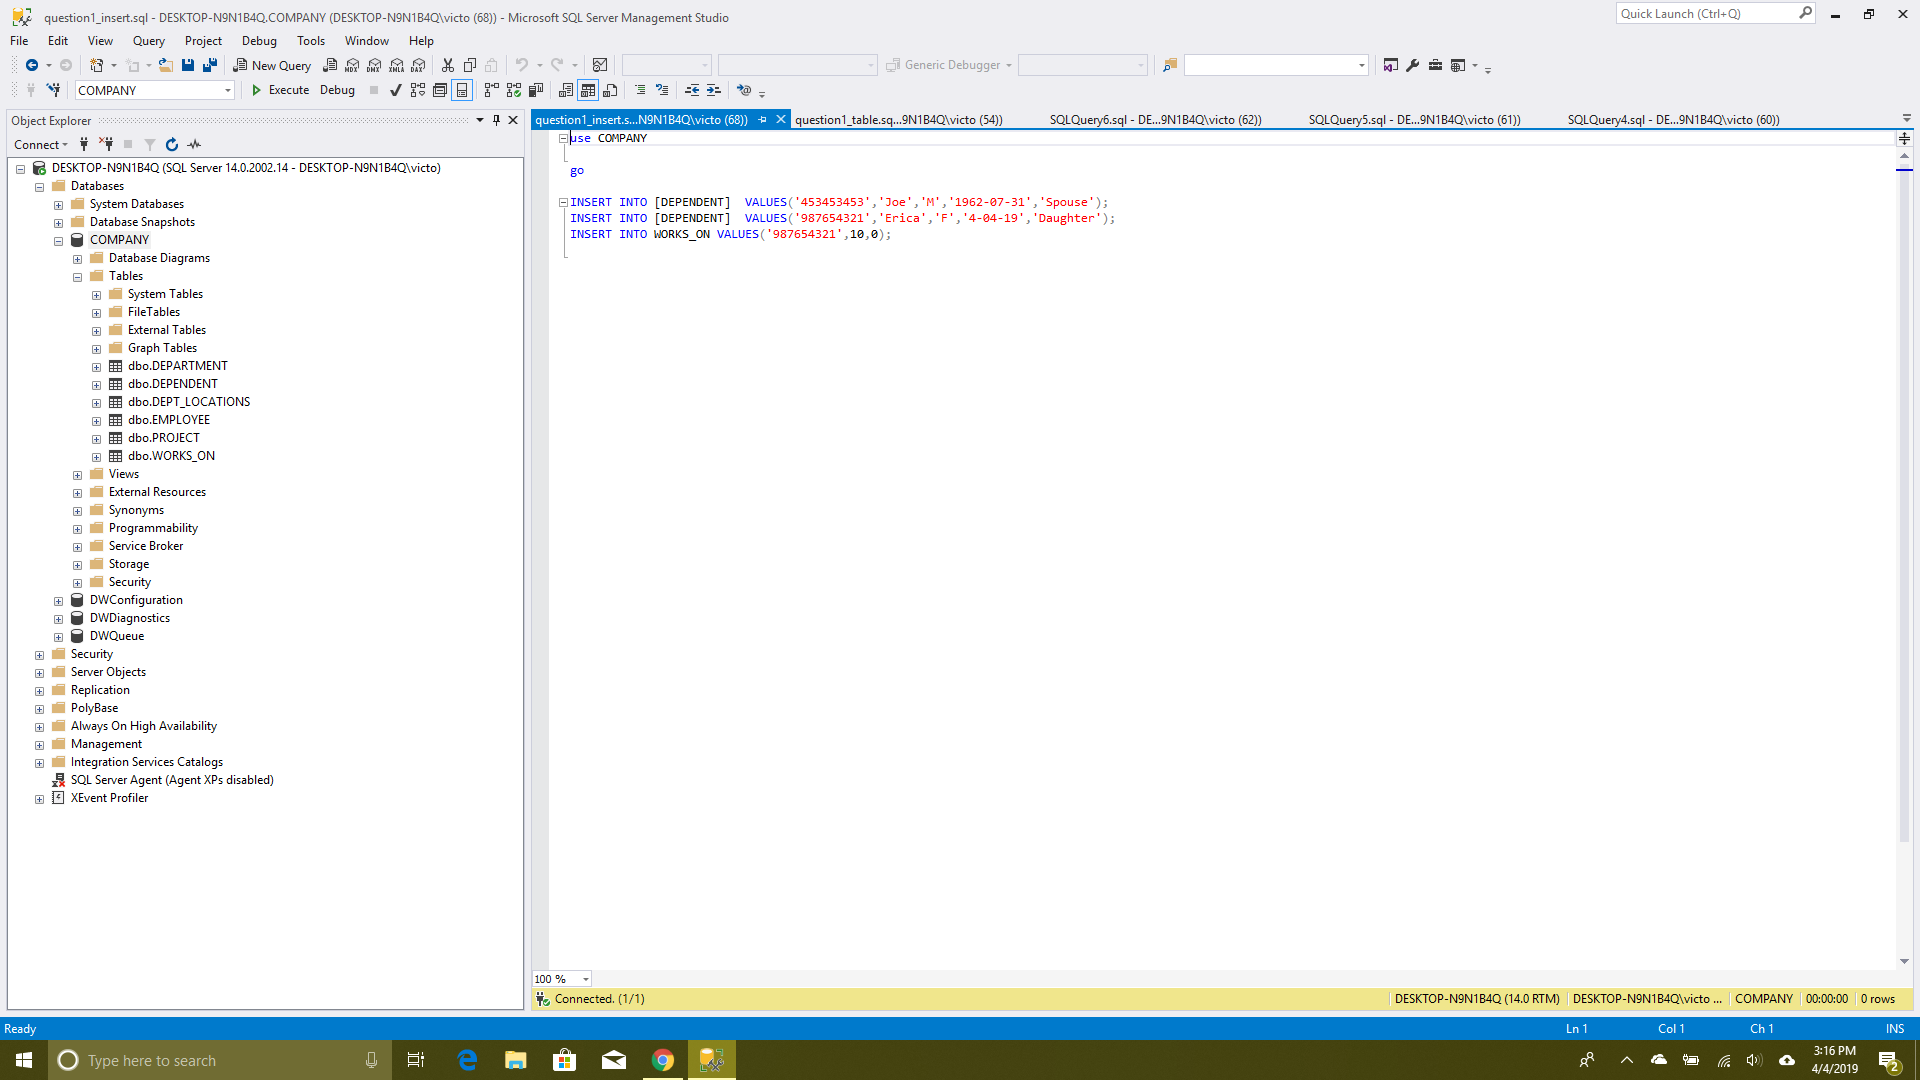 question1_insert.sql - DESKTOP-N9N1B4Q.COMPANY (DESKTOP-N9N1B4Q\victo (68)) - Microsoft SQL Server Management Studio
Quick Launch (Ctrl+Q)
File Edit View Query Project Debug Tools Window Help
New Query MDX DMX XMLA DAX Generic Debugger
COMPANY Execute Debug
Object Explorer
question1_insert.s...N9N1B4Q\victo (68)) question1_table.sq...9N1B4Q\victo (54)) SQLQuery6.sql - DE...9N1B4Q\victo (62)) SQLQuery5.sql - DE...9N1B4Q\victo (61)) SQLQuery4.sql - DE...9N1B4Q\victo (60))
Connect
DESKTOP-N9N1B4Q (SQL Server 14.0.2002.14 - DESKTOP-N9N1B4Q\victo)
Databases
System Databases
Database Snapshots
COMPANY
Database Diagrams
Tables
System Tables
FileTables
External Tables
Graph Tables
dbo.DEPARTMENT
dbo.DEPENDENT
dbo.DEPT_LOCATIONS
dbo.EMPLOYEE
dbo.PROJECT
dbo.WORKS_ON
Views
External Resources
Synonyms
Programmability
Service Broker
Storage
Security
DWConfiguration
DWDiagnostics
DWQueue
Security
Server Objects
Replication
PolyBase
Always On High Availability
Management
Integration Services Catalogs
SQL Server Agent (Agent XPs disabled)
XEvent Profiler
use COMPANY
go
INSERT INTO [DEPENDENT]  VALUES('453453453','Joe','M','1962-07-31','Spouse');
INSERT INTO [DEPENDENT]  VALUES('987654321','Erica','F','4-04-19','Daughter');
INSERT INTO WORKS_ON VALUES('987654321',10,0);
100 %
Connected. (1/1) DESKTOP-N9N1B4Q (14.0 RTM) DESKTOP-N9N1B4Q\victo ... COMPANY 00:00:00 0 rows
Ready Ln 1 Col 1 Ch 1 INS
Type here to search
3:16 PM
4/4/2019
2